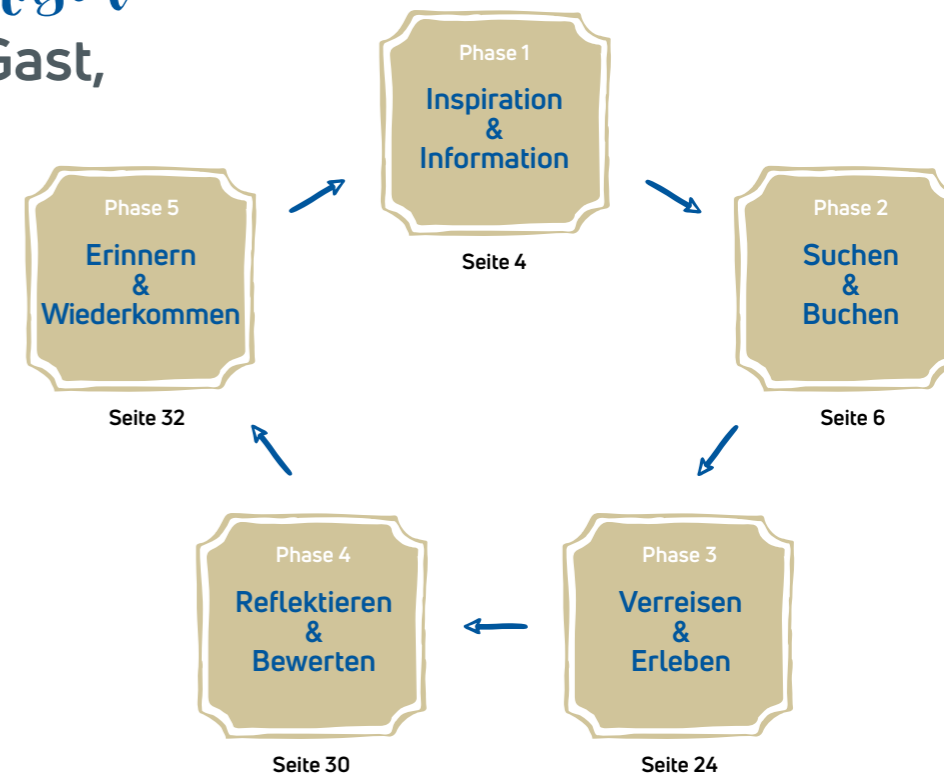 Gast,
Phase 1
Inspiration
&
Information
Seite 4
Phase 2
Suchen
&
Buchen
Seite 6
Phase 3
Verreisen
&
Erleben
Seite 24
Phase 4
Reflektieren
&
Bewerten
Seite 30
Phase 5
Erinnern
&
Wiederkommen
Seite 32